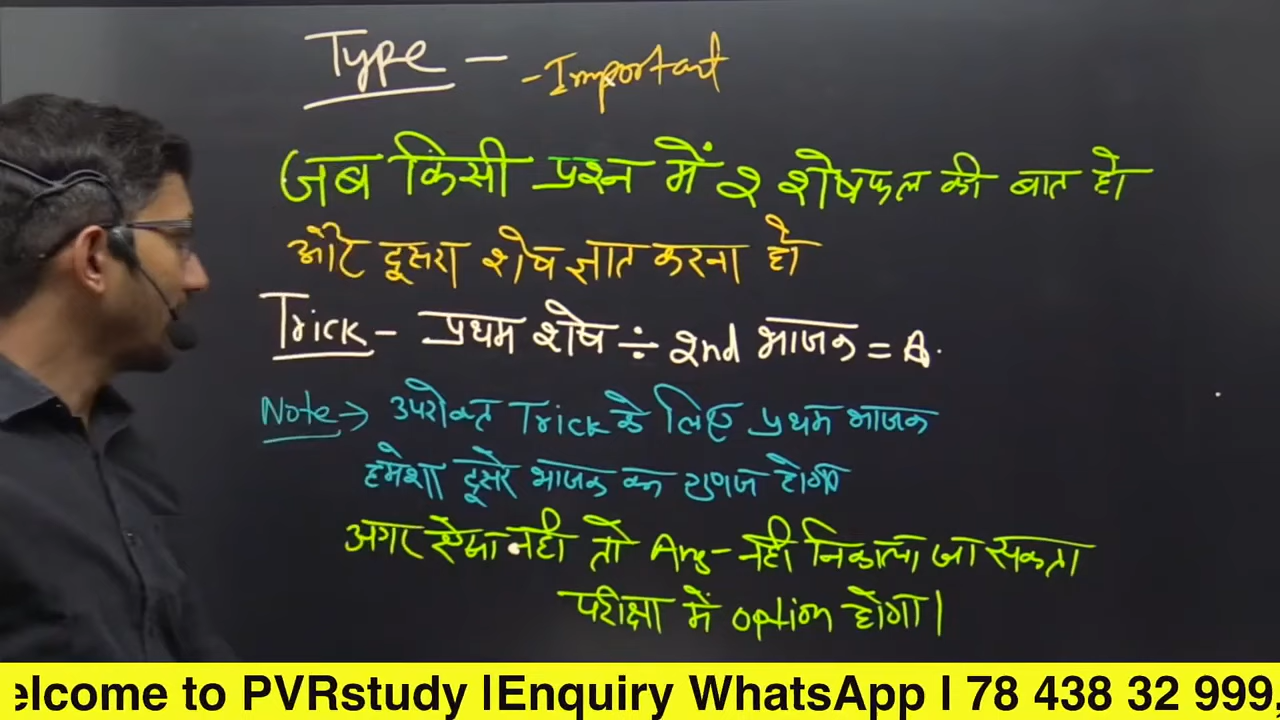 Type - - Important
जब किसी प्रश्न में 2 शेषफल की बात हो
और दूसरा शेष ज्ञात करना हो
Trick - प्रथम शेष ÷ 2nd भाजक = A.
Note → उपरोक्त Trick के लिए प्रथम भाजक
हमेशा दूसरे भाजक का गुणज होगा
अगर ऐसा नही तो Ans - नही निकाला जा सकता
परीक्षा में option होगा।
elcome to PVRstudy |Enquiry WhatsApp | 78 438 32 999,